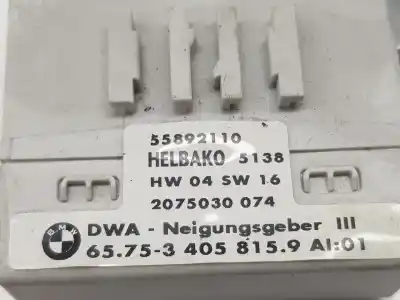 55892110
HELBAKO 5138
HW 04 SW 16
2075030 074
BMW
DWA - Neigungsgeber III
65.75-3 405 815.9 AI:01